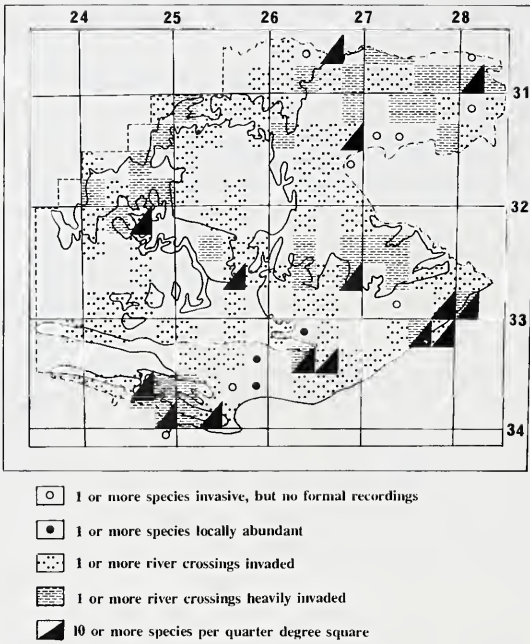 24 25 26 27 28
31
32
33
34
1 or more species invasive, but no formal recordings
1 or more species locally abundant
1 or more river crossings invaded
1 or more river crossings heavily invaded
10 or more species per quarter degree square